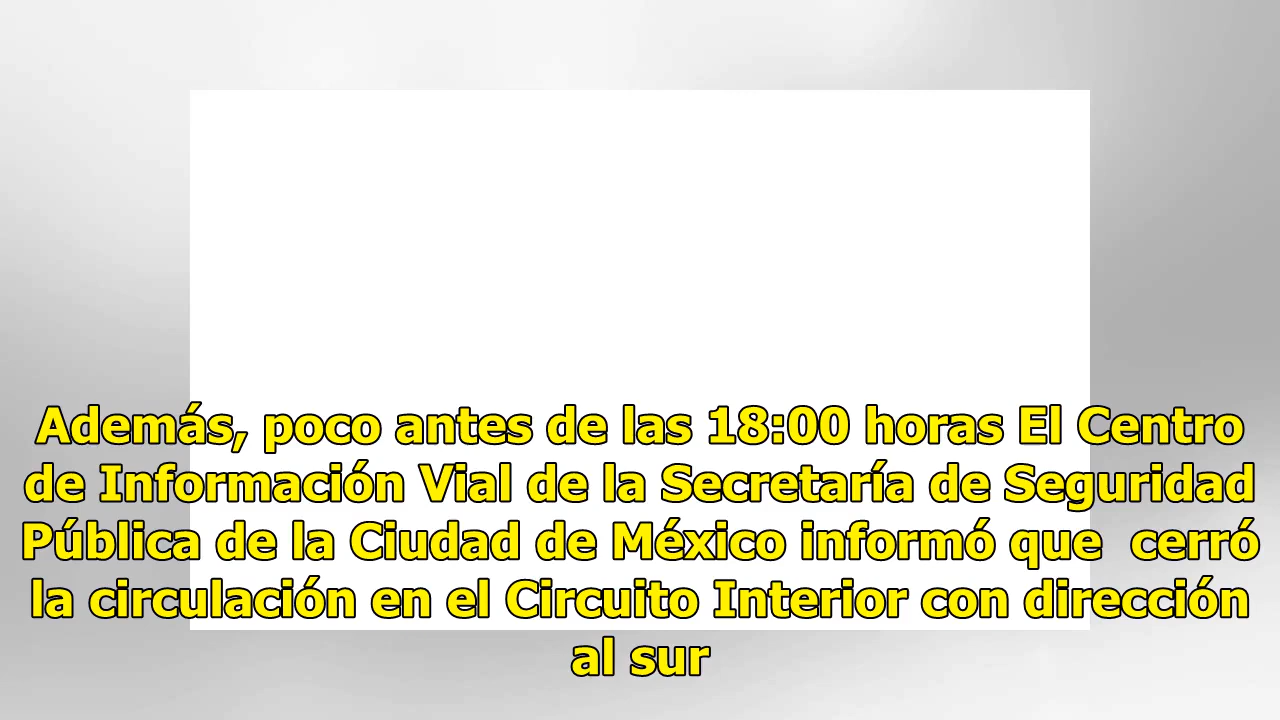 Además, poco antes de las 18:00 horas El Centro
de Información Vial de la Secretaría de Seguridad
Pública de la Ciudad de México informó que  cerró
la circulación en el Circuito Interior con dirección
al sur